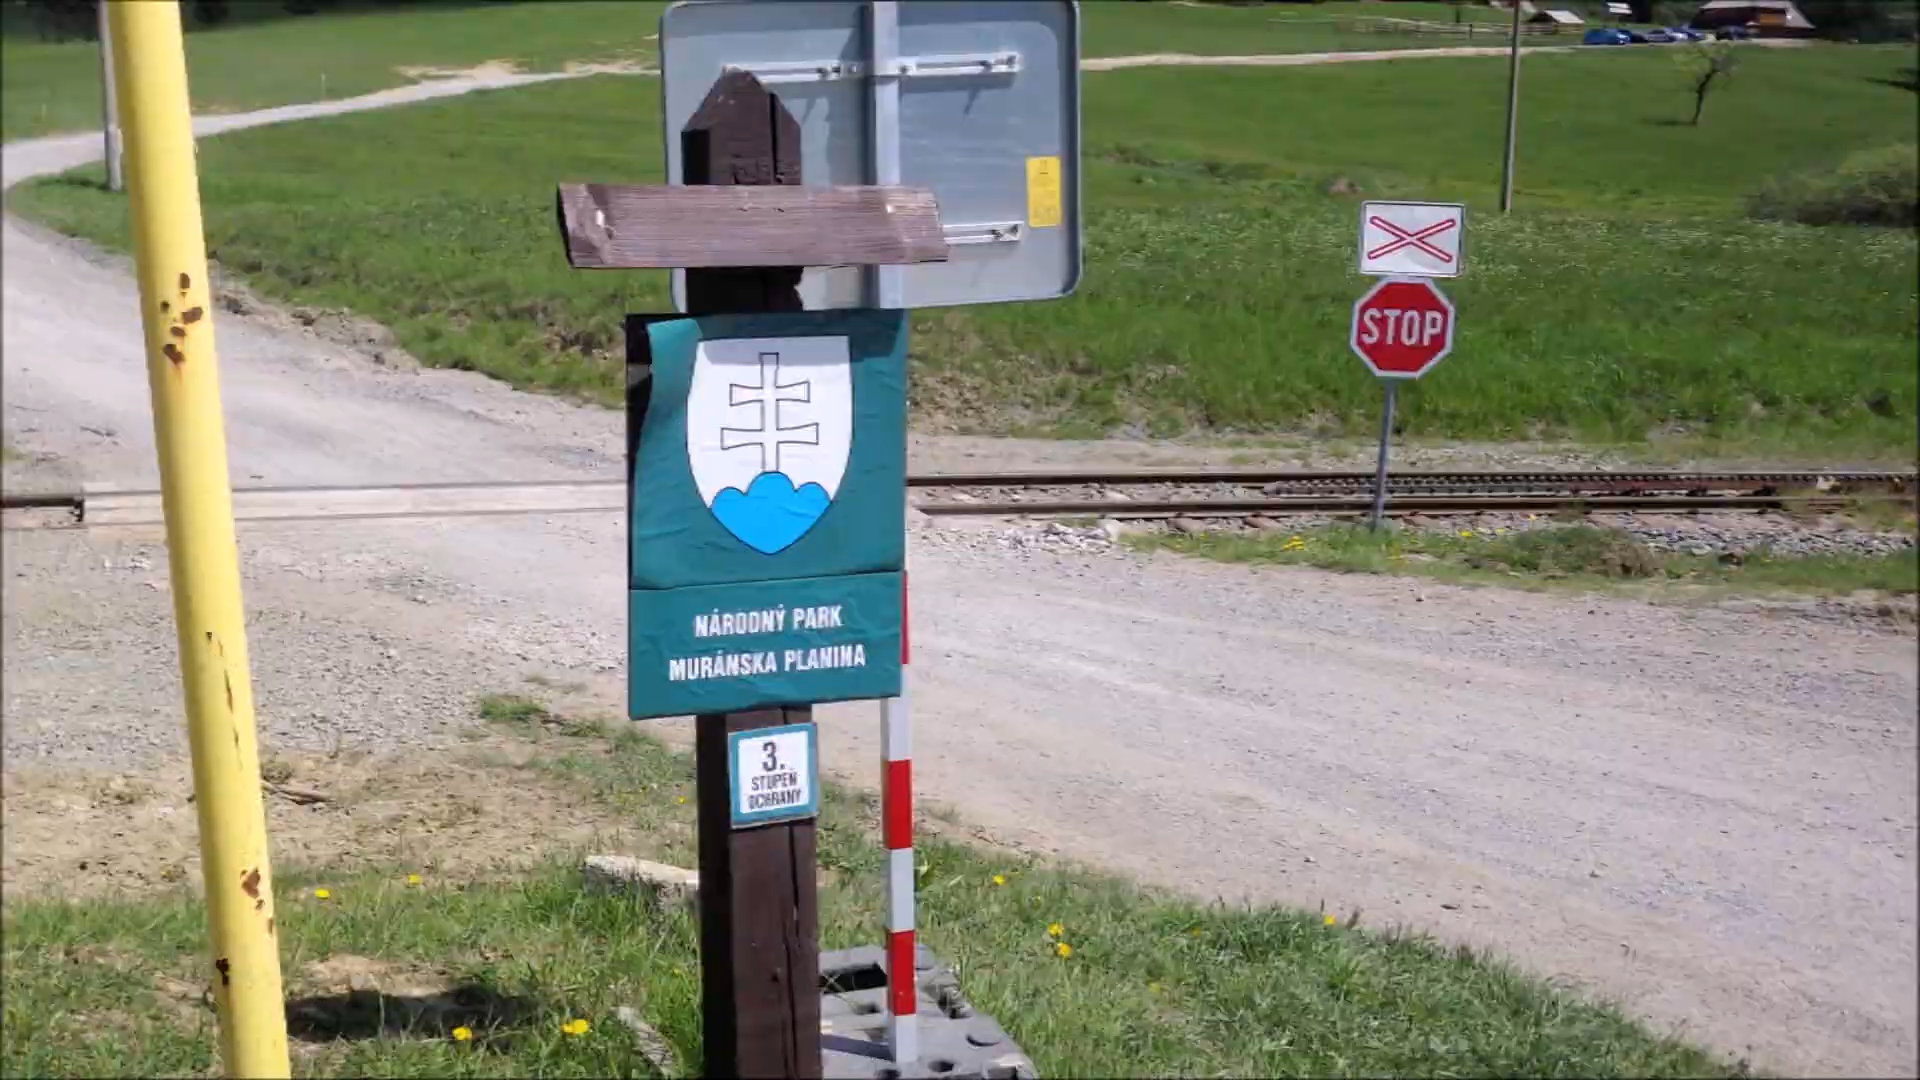 STOP
NÁRODNÝ PARK
MURÁNSKA PLANINA
3.
STUPEŇ
OCHRANY